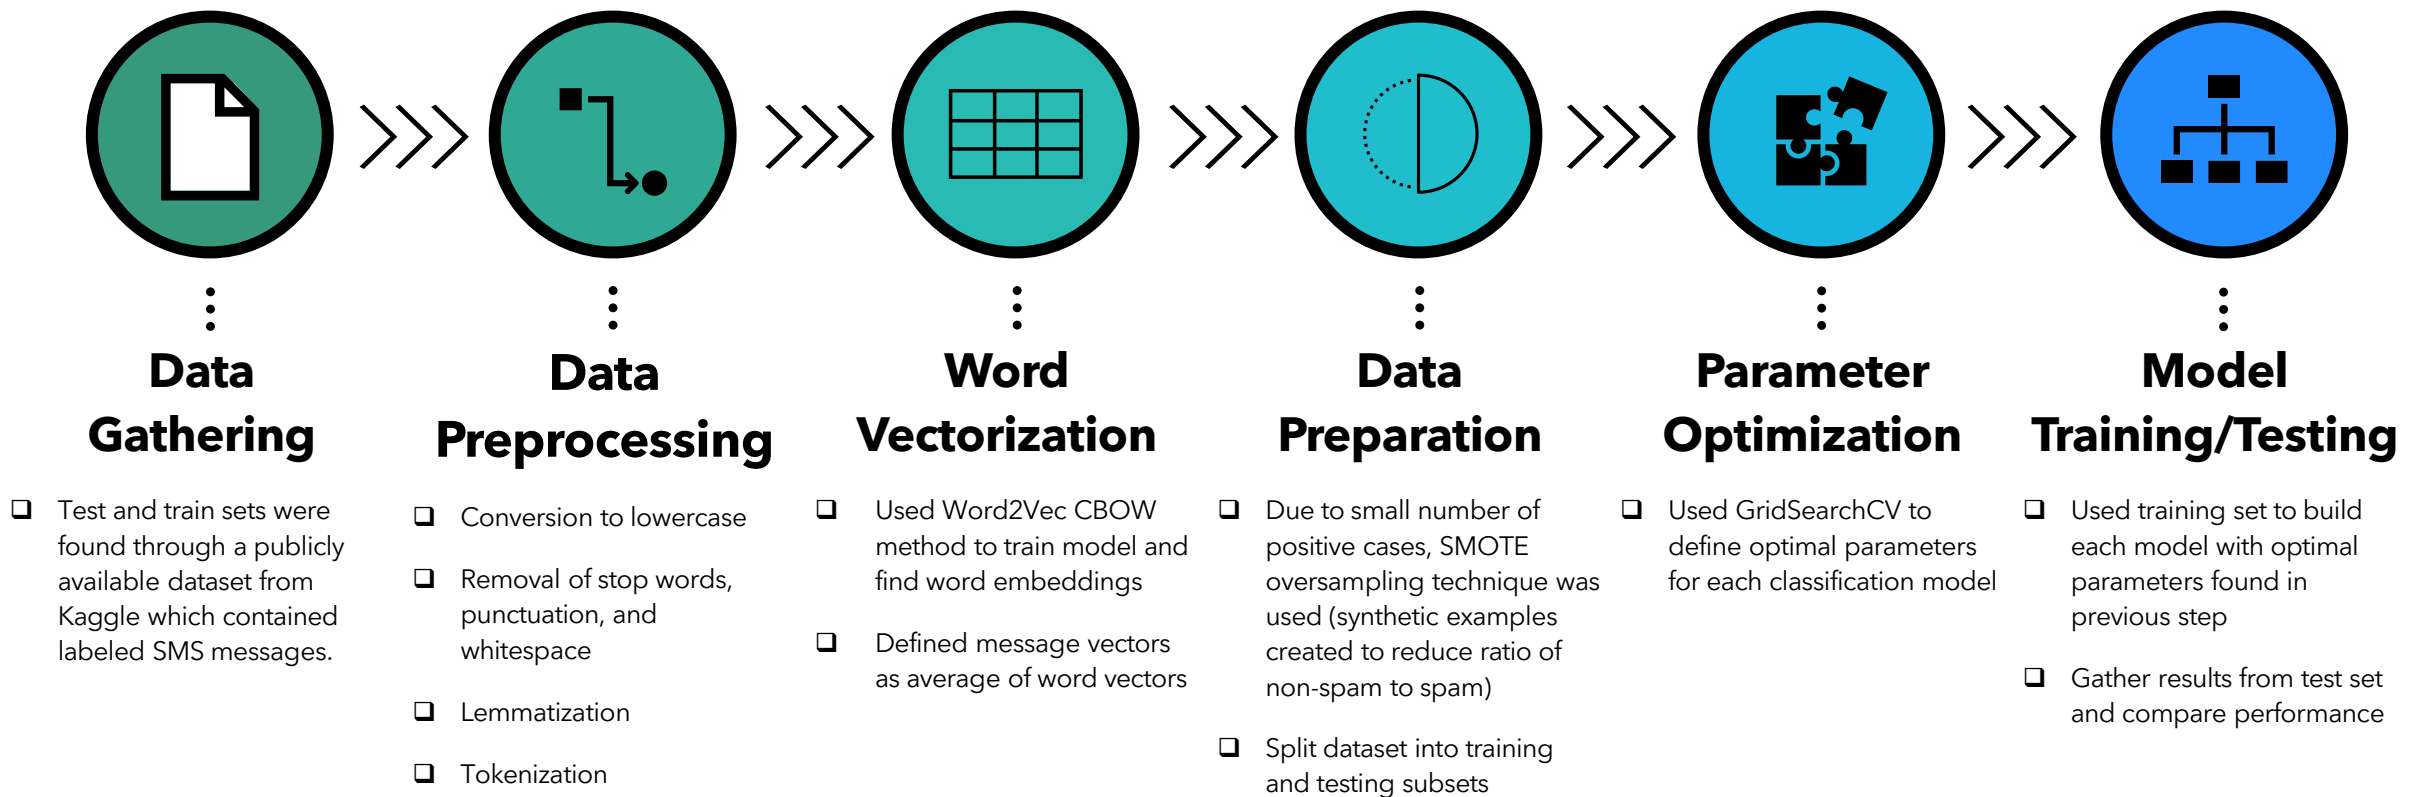 Data
Gathering
Test and train sets were
found through a publicly
available dataset from
Kaggle which contained
labeled SMS messages.
Data
Preprocessing
Conversion to lowercase
Removal of stop words,
punctuation, and
whitespace
Lemmatization
Tokenization
Word
Vectorization
Used Word2Vec CBOW
method to train model and
find word embeddings
Defined message vectors
as average of word vectors
Data
Preparation
Due to small number of
positive cases, SMOTE
oversampling technique was
used (synthetic examples
created to reduce ratio of
non-spam to spam)
Split dataset into training
and testing subsets
Parameter
Optimization
Used GridSearchCV to
define optimal parameters
for each classification model
Model
Training/Testing
Used training set to build
each model with optimal
parameters found in
previous step
Gather results from test set
and compare performance